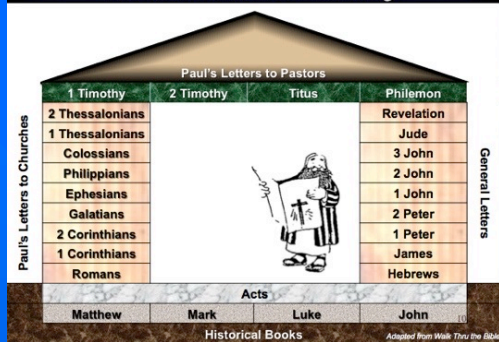 Paul's Letters to Pastors
1 Timothy 2 Timothy Titus Philemon
Paul's Letters to Churches
2 Thessalonians
1 Thessalonians
Colossians
Philippians
Ephesians
Galatians
2 Corinthians
1 Corinthians
Romans
Revelation
Jude
3 John
2 John
1 John
2 Peter
1 Peter
James
Hebrews
General Letters
Acts
Matthew Mark Luke John
Historical Books
Adapted from Walk Thru the Bible